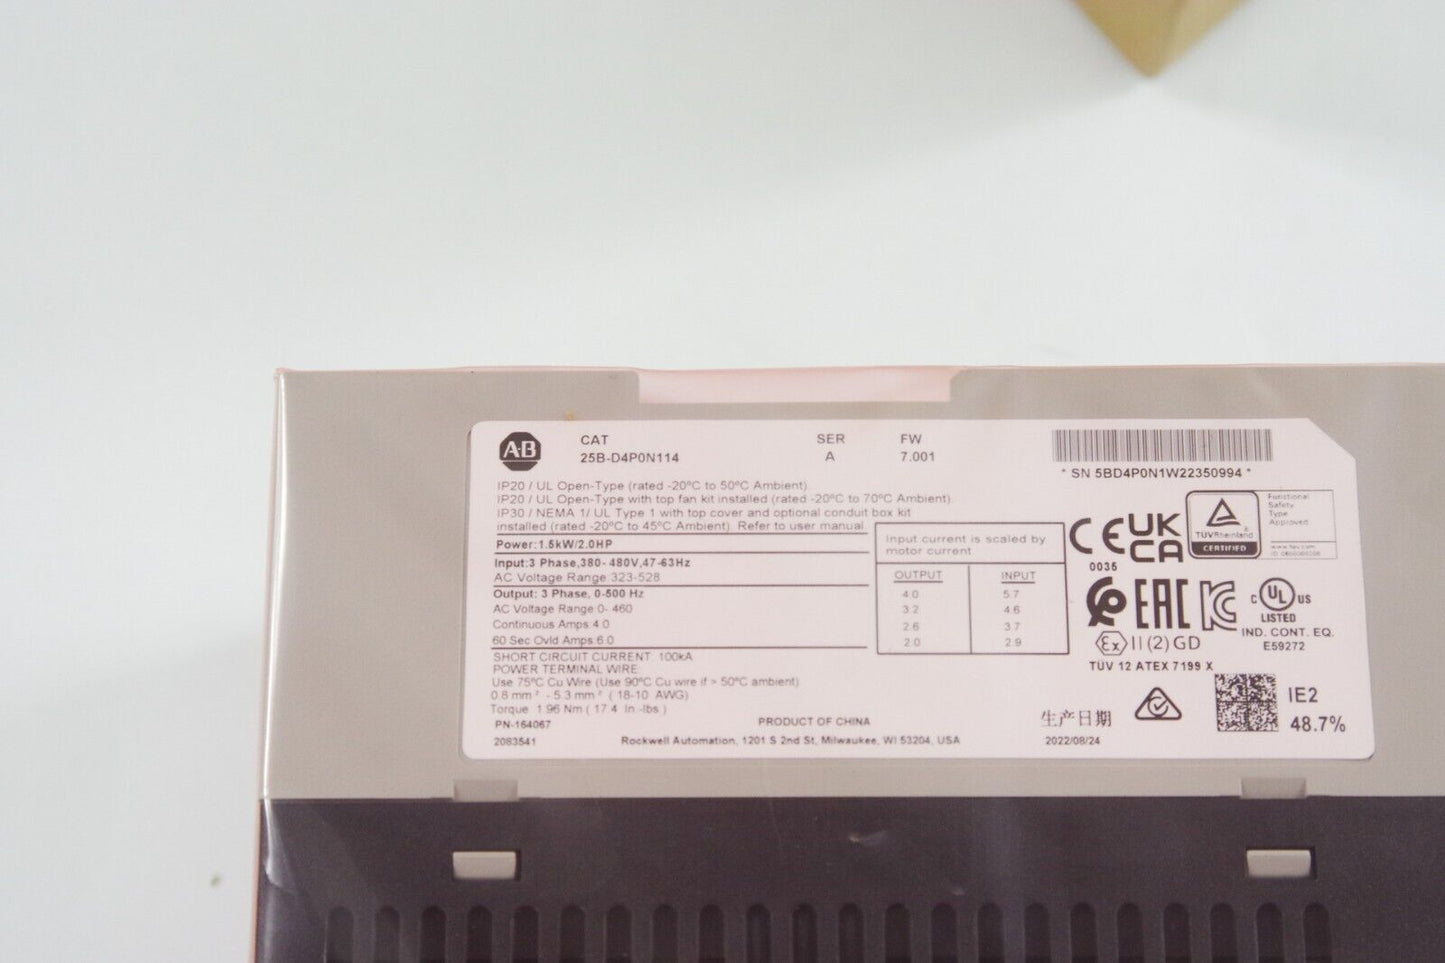 A-B
CAT SER FW
25B-D4P0N114 A 7.001
* SN 5BD4P0N1W22350994 *
IP20 / UL Open-Type (rated -20°C to 50°C Ambient).
IP20 / UL Open-Type with top fan kit installed (rated -20°C to 70°C Ambient).
IP30 / NEMA 1/ UL Type 1 with top cover and optional conduit box kit
installed (rated -20°C to 45°C Ambient). Refer to user manual
Power:1.5kW/2.0HP
Input:3 Phase,380- 480V,47-63Hz
AC Voltage Range:323-528
Output: 3 Phase, 0-500 Hz
AC Voltage Range:0- 460
Continuous Amps:4.0
60 Sec Ovld Amps:6.0
SHORT CIRCUIT CURRENT: 100kA
POWER TERMINAL WIRE:
Use 75°C Cu Wire (Use 90°C Cu wire if > 50°C ambient)
0.8 mm² - 5.3 mm² ( 18-10 AWG)
Torque 1.96 Nm ( 17.4 In -lbs )
PN-164067
2083541
PRODUCT OF CHINA
Rockwell Automation, 1201 S 2nd St, Milwaukee, WI 53204, USA
Input current is scaled by
motor current
OUTPUT INPUT
4.0 5.7
3.2 4.6
2.6 3.7
2.0 2.9
CE
0035
UK
CA
TÜVRheinland
CERTIFIED
Functional
Safety
Type
Approved
www.tuv.com
EAC
c UL us
LISTED
IND. CONT. EQ.
E59272
Ex II (2) GD
TÜV 12 ATEX 7199 X
生产日期
2022/08/24
IE2
48.7%